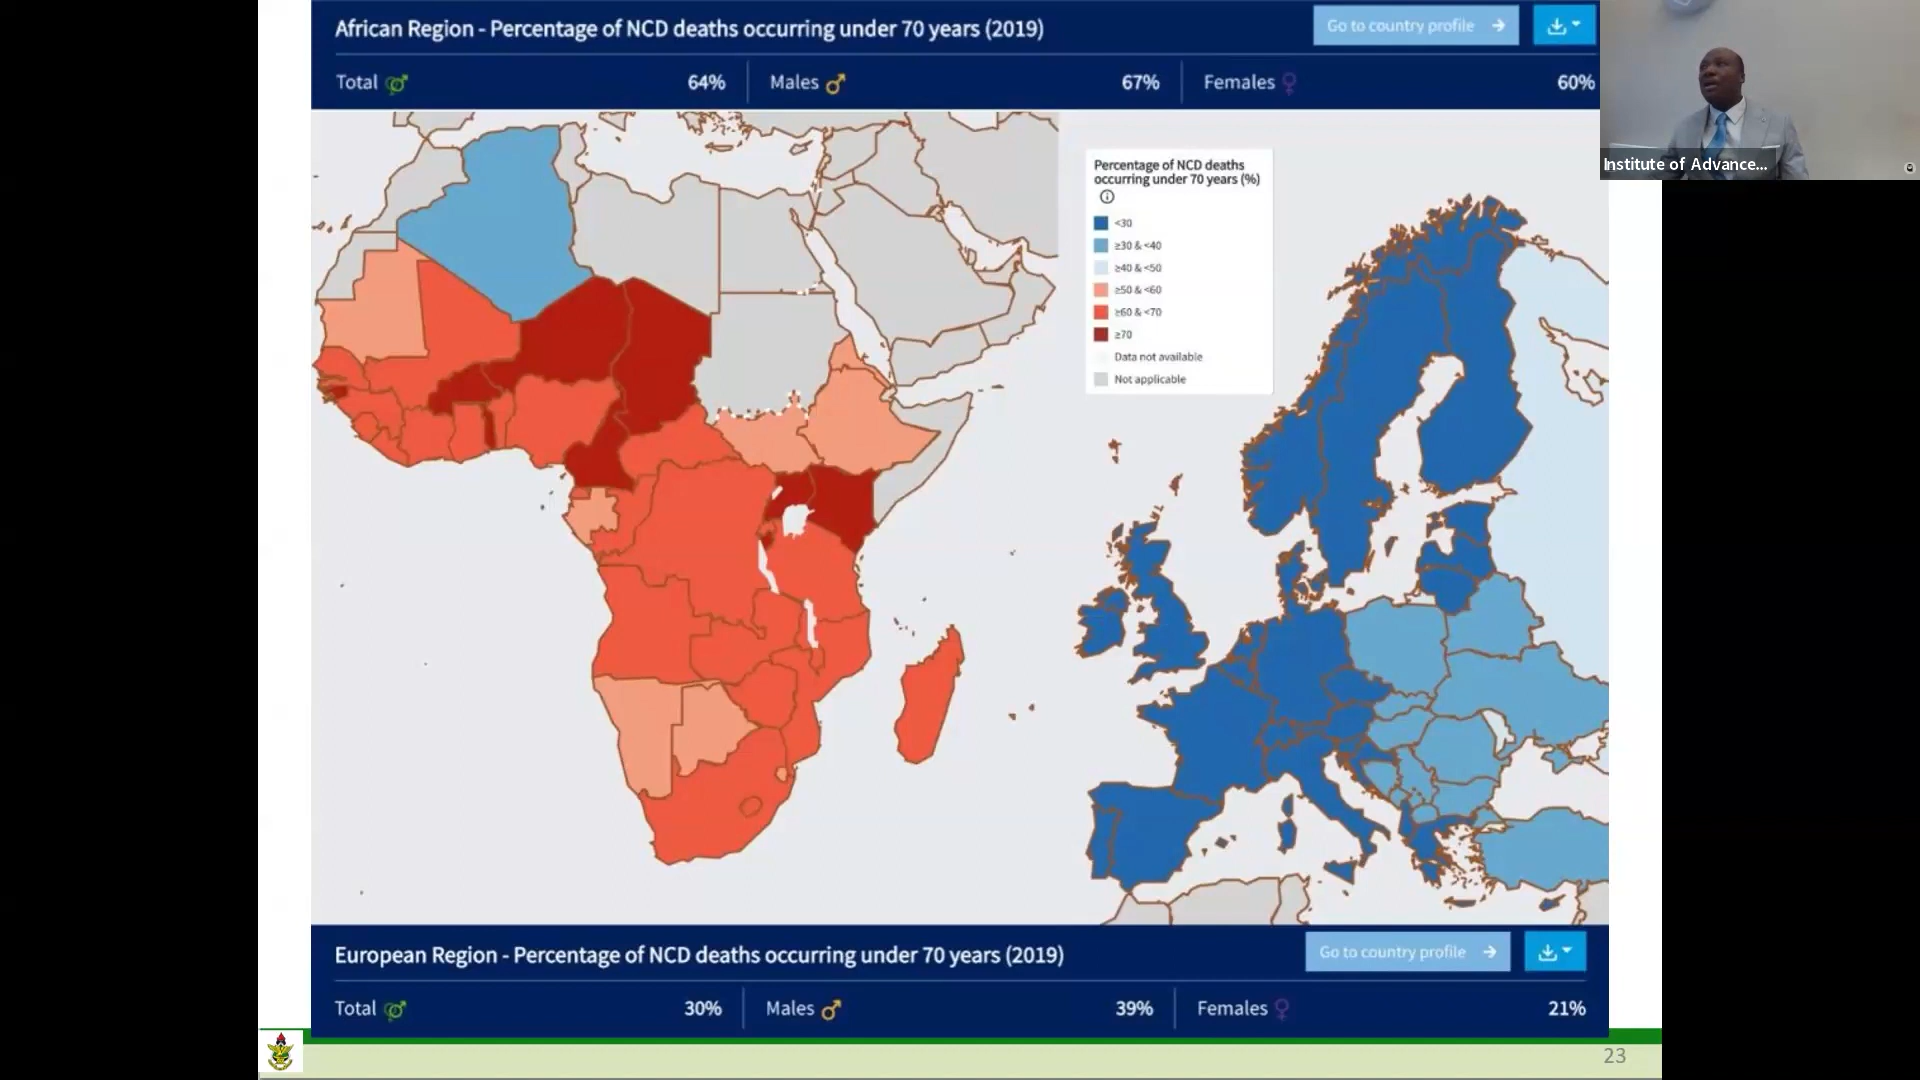 African Region - Percentage of NCD deaths occurring under 70 years (2019)
Go to country profile
Total 64%
Males 67%
Females 60%
Institute of Advance...
Percentage of NCD deaths
occurring under 70 years (%)
<30
≥30 & <40
≥40 & <50
≥50 & <60
≥60 & <70
≥70
Data not available
Not applicable
European Region - Percentage of NCD deaths occurring under 70 years (2019)
Go to country profile
Total 30%
Males 39%
Females 21%
23